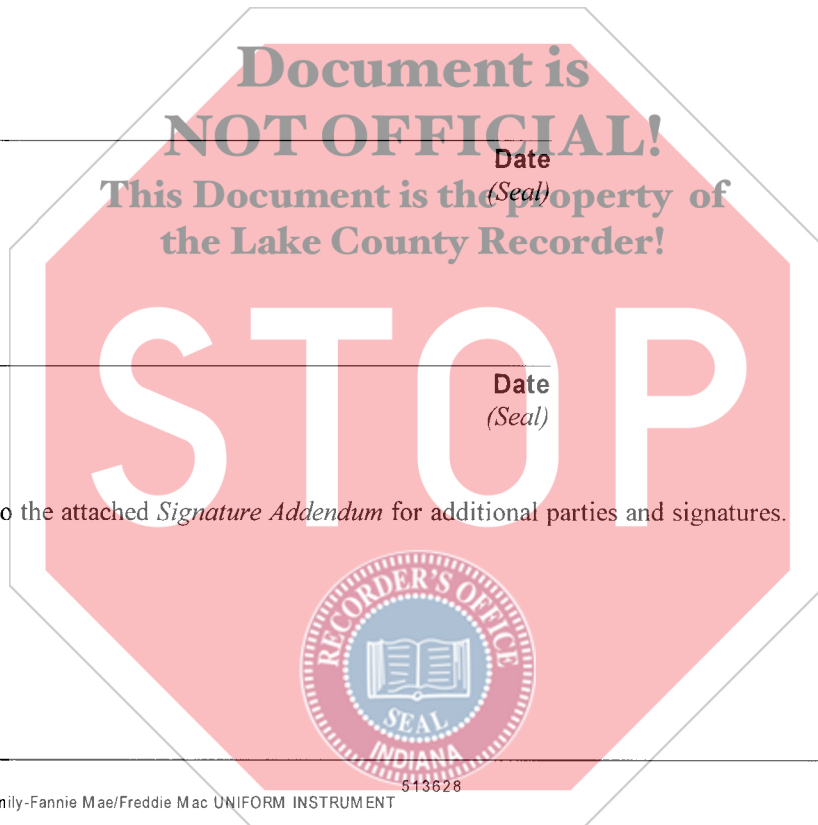 Document is
NOT OFFICIAL!
Date
This Document is the property of
(Seal)
the Lake County Recorder!
STOP
Date
(Seal)
o the attached Signature Addendum for additional parties and signatures.
RECORDER'S OFFICE
SEAL
INDIANA
513628
nily-Fannie Mae/Freddie Mac UNIFORM INSTRUMENT